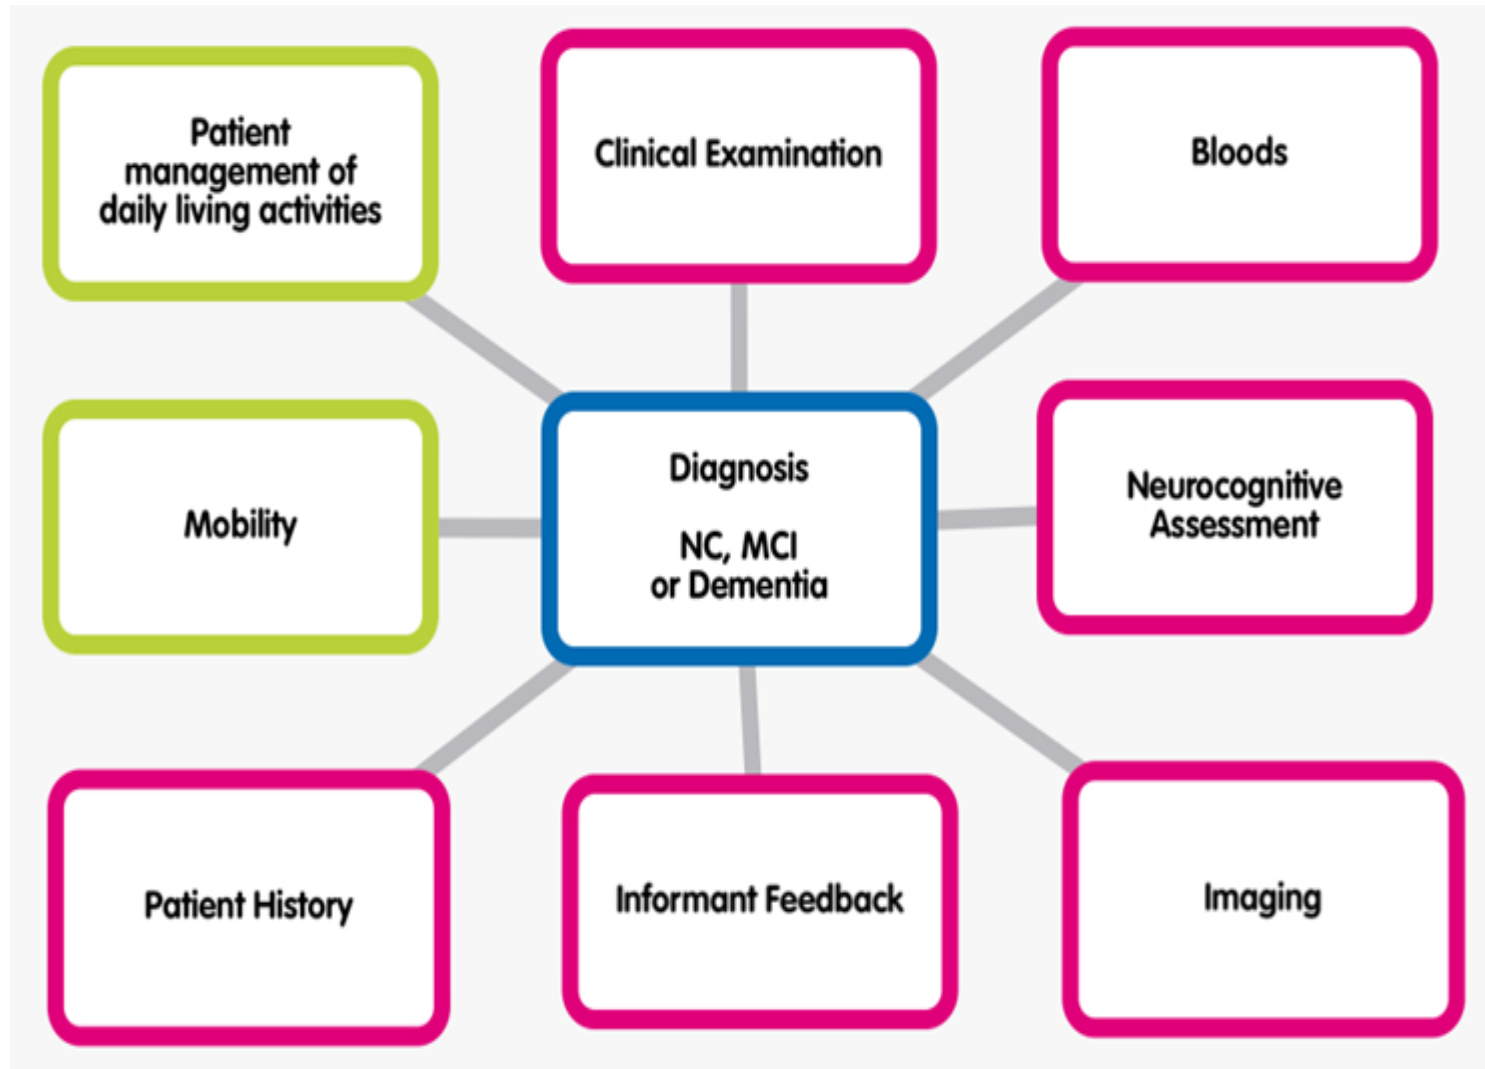 Patient
management of
daily living activities
Clinical Examination
Bloods
Mobility
Diagnosis
NC, MCI
or Dementia
Neurocognitive
Assessment
Patient History
Informant Feedback
Imaging